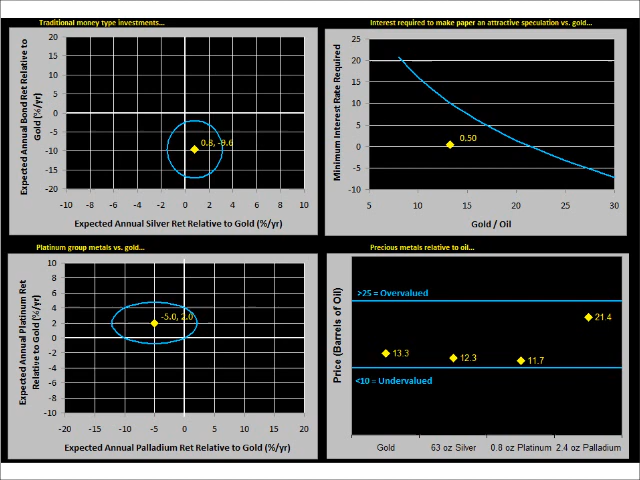 Traditional money type investments...
Expected Annual Bond Ret Relative to
Gold (%/yr)
20
15
10
5
0
-5
-10
-15
-20
0.8, -9.6
-10 -8 -6 -4 -2 0 2 4 6 8 10
Expected Annual Silver Ret Relative to Gold (%/yr)
Interest required to make paper an attractive speculation vs. gold...
Minimum Interest Rate Required
25
20
15
10
5
0
-5
-10
0.50
5 10 15 20 25 30
Gold / Oil
Platinum group metals vs. gold...
Expected Annual Platinum Ret
Relative to Gold (%/yr)
10
8
6
4
2
0
-2
-4
-6
-8
-10
-5.0, 2.0
-20 -15 -10 -5 0 5 10 15 20
Expected Annual Palladium Ret Relative to Gold (%/yr)
Precious metals relative to oil...
Price (Barrels of Oil)
>25 = Overvalued
21.4
13.3
12.3
11.7
<10 = Undervalued
Gold 63 oz Silver 0.8 oz Platinum 2.4 oz Palladium